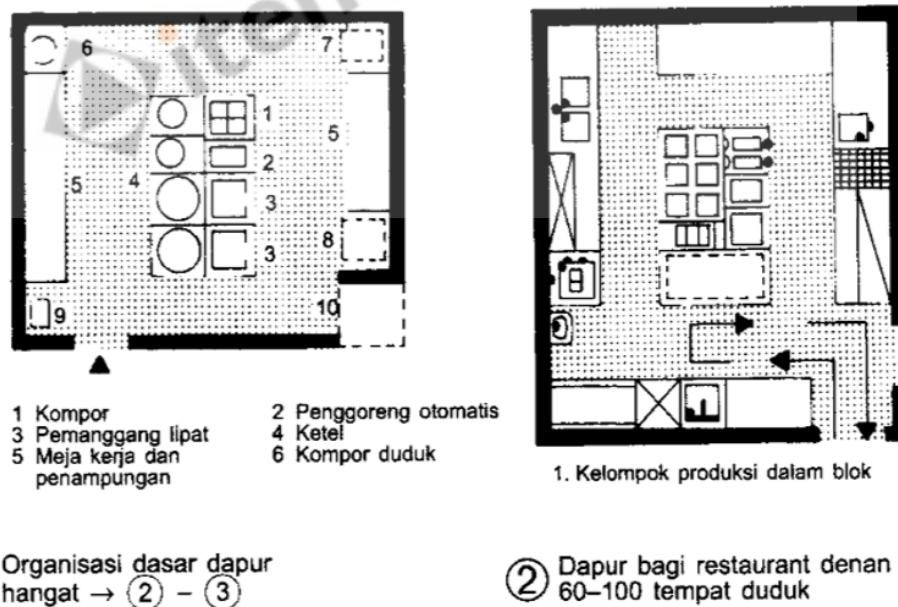 item
6
7
1
5
2
5
4
3
8
3
9
10
1 Kompor
2 Penggoreng otomatis
3 Pemanggang lipat
4 Ketel
5 Meja kerja dan
penampungan
6 Kompor duduk
1. Kelompok produksi dalam blok
Organisasi dasar dapur
hangat → ② – ③
② Dapur bagi restaurant denan
60–100 tempat duduk